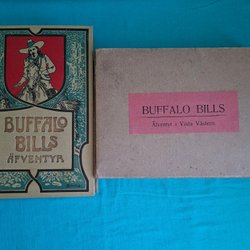 BUFFALO
BILLS
ÄFVENTYR
BUFFALO BILLS
Äfventyr i Vilda Västern